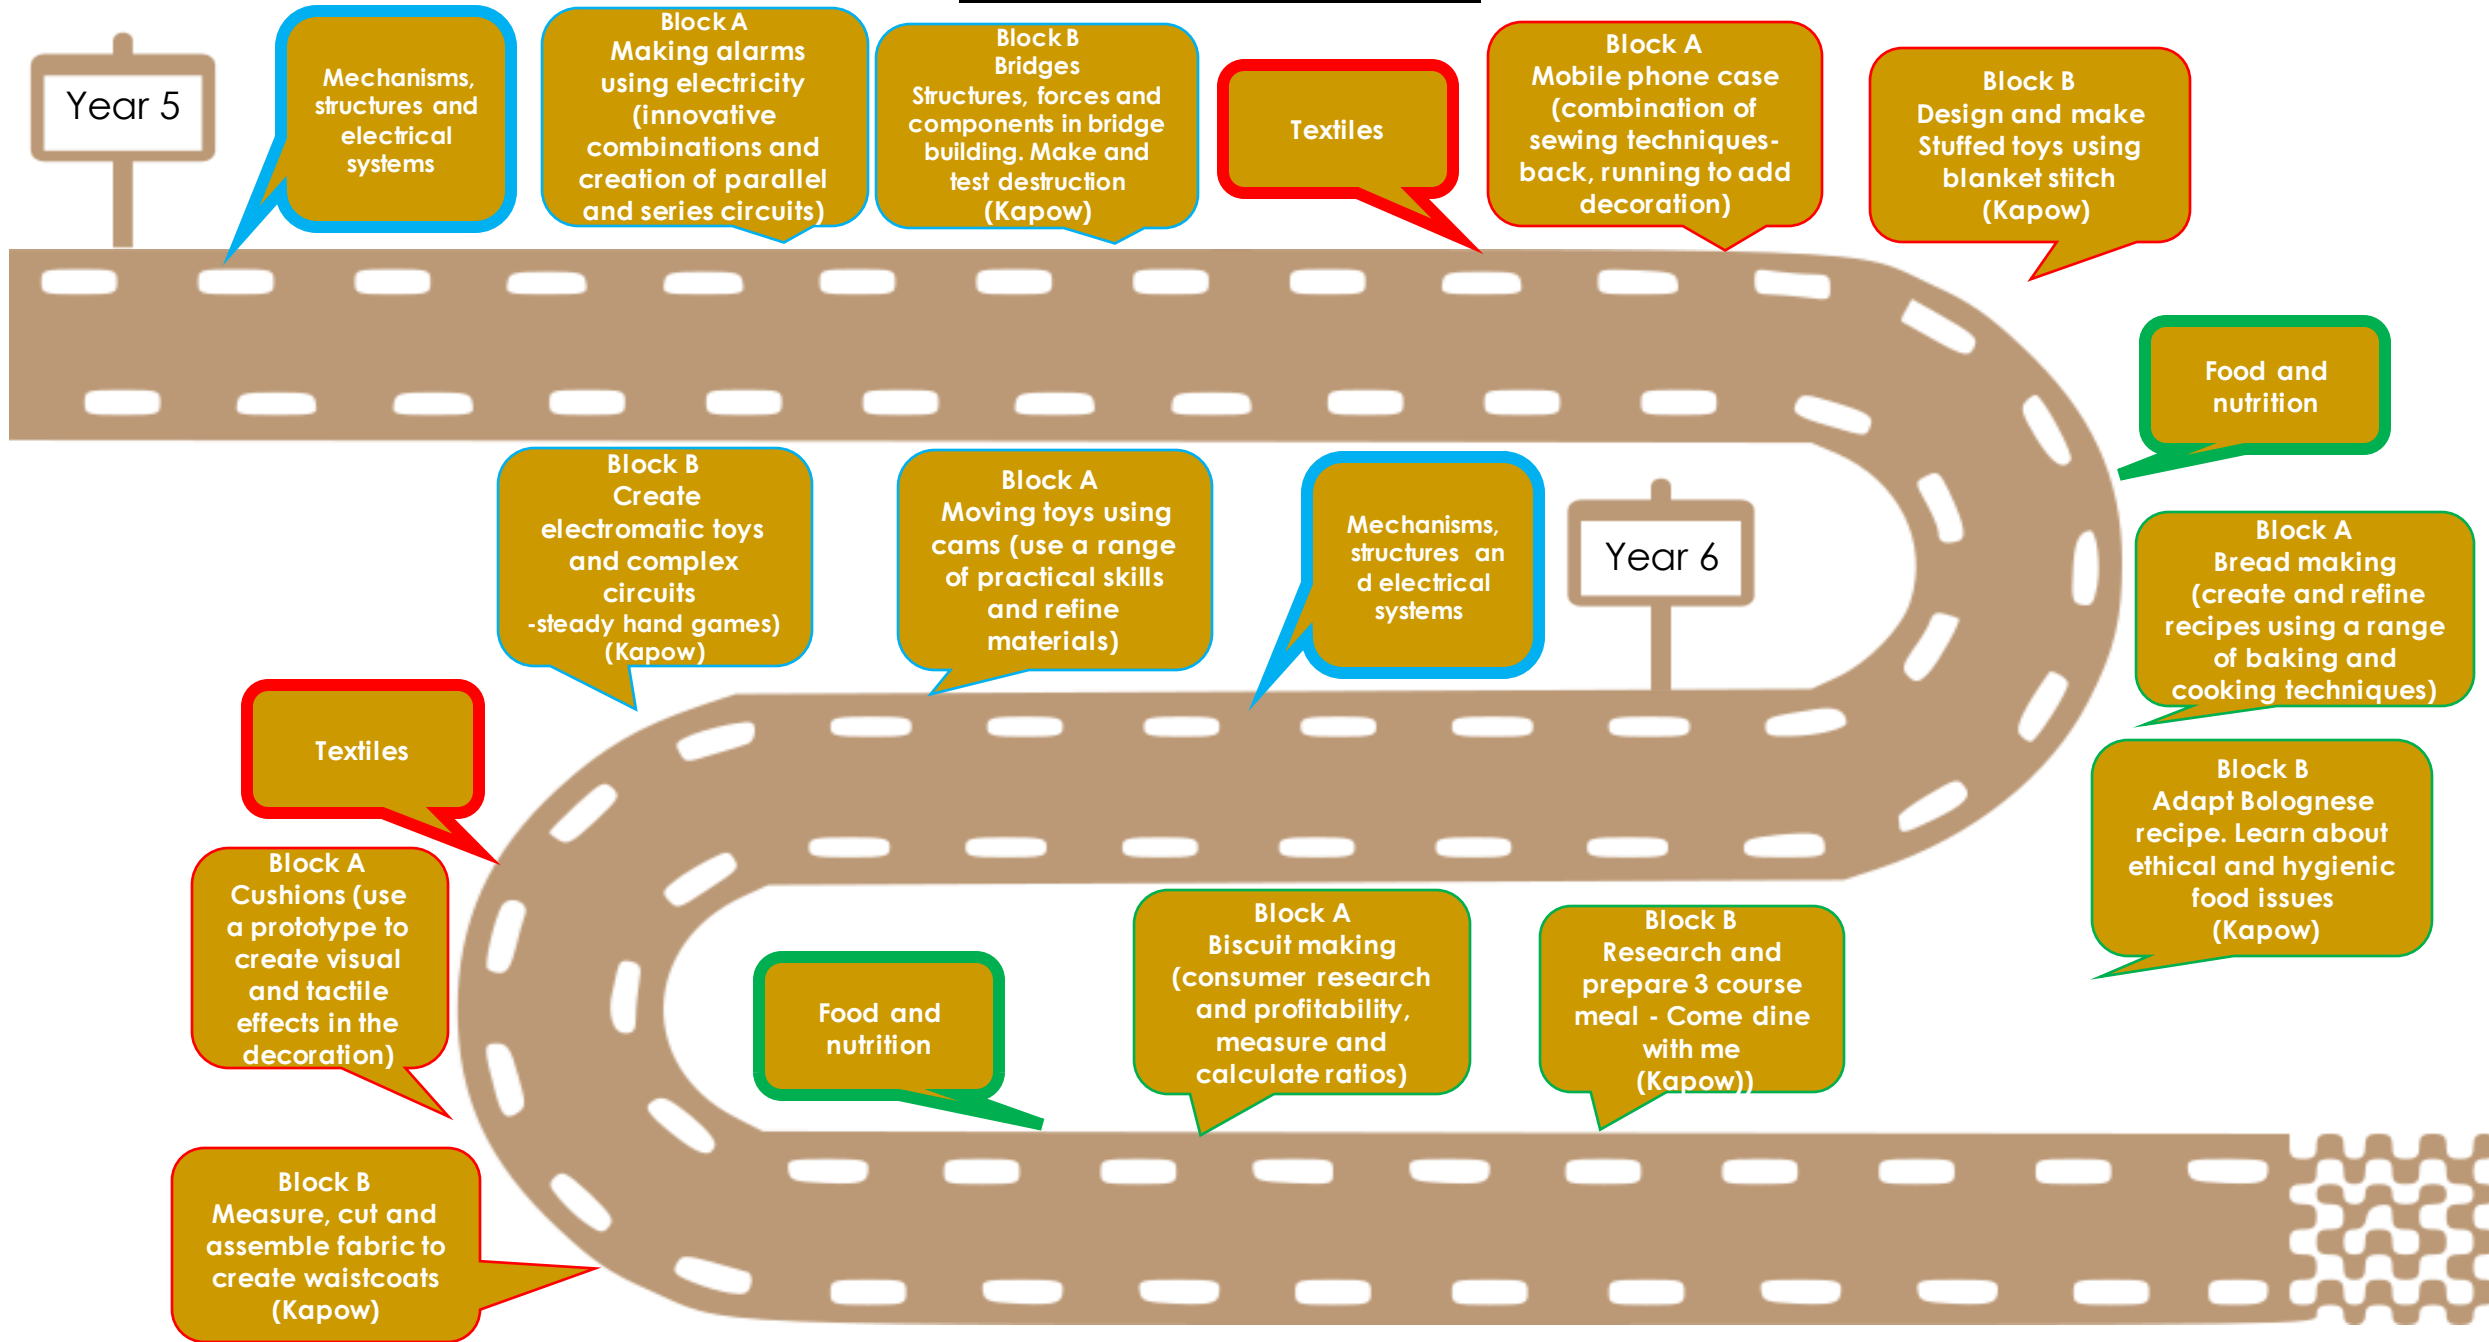 Year 5
Mechanisms,
structures and
electrical
systems
Block A
Making alarms
using electricity
(innovative
combinations and
creation of parallel
and series circuits)
Block B
Bridges
Structures, forces and
components in bridge
building. Make and
test destruction
(Kapow)
Textiles
Block A
Mobile phone case
(combination of
sewing techniques-
back, running to add
decoration)
Block B
Design and make
Stuffed toys using
blanket stitch
(Kapow)
Food and
nutrition
Block A
Bread making
(create and refine
recipes using a range
of baking and
cooking techniques)
Block B
Adapt Bolognese
recipe. Learn about
ethical and hygienic
food issues
(Kapow)
Year 6
Mechanisms,
structures an
d electrical
systems
Block A
Moving toys using
cams (use a range
of practical skills
and refine
materials)
Block B
Create
electromatic toys
and complex
circuits
-steady hand games)
(Kapow)
Textiles
Block A
Cushions (use
a prototype to
create visual
and tactile
effects in the
decoration)
Block B
Measure, cut and
assemble fabric to
create waistcoats
(Kapow)
Food and
nutrition
Block A
Biscuit making
(consumer research
and profitability,
measure and
calculate ratios)
Block B
Research and
prepare 3 course
meal - Come dine
with me
(Kapow))